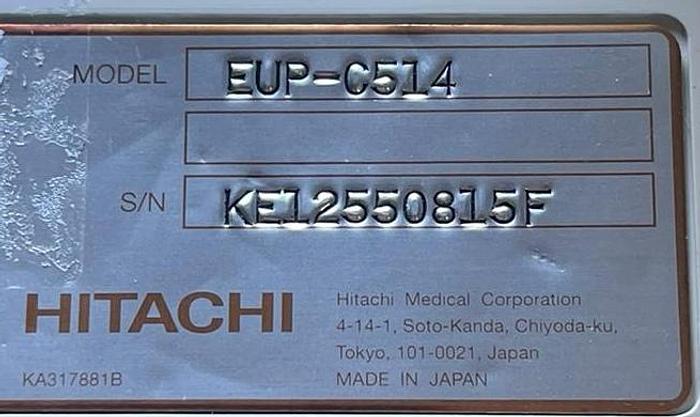 MODEL EUP-C514
S/N KE12550815F
HITACHI
Hitachi Medical Corporation
4-14-1, Soto-Kanda, Chiyoda-ku,
Tokyo, 101-0021, Japan
KA317881B
MADE IN JAPAN